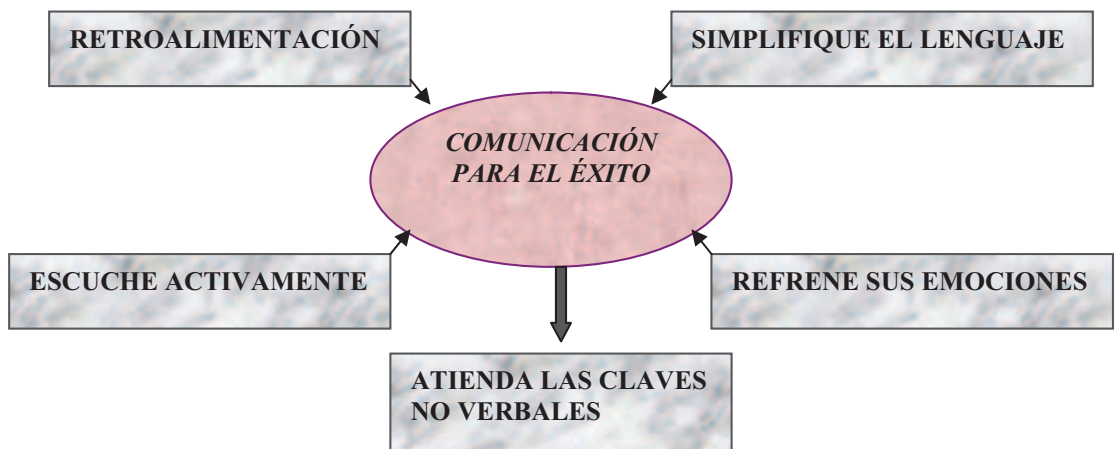 RETROALIMENTACIÓN
SIMPLIFIQUE EL LENGUAJE
COMUNICACIÓN
PARA EL ÉXITO
ESCUCHE ACTIVAMENTE
REFRENE SUS EMOCIONES
ATIENDA LAS CLAVES
NO VERBALES